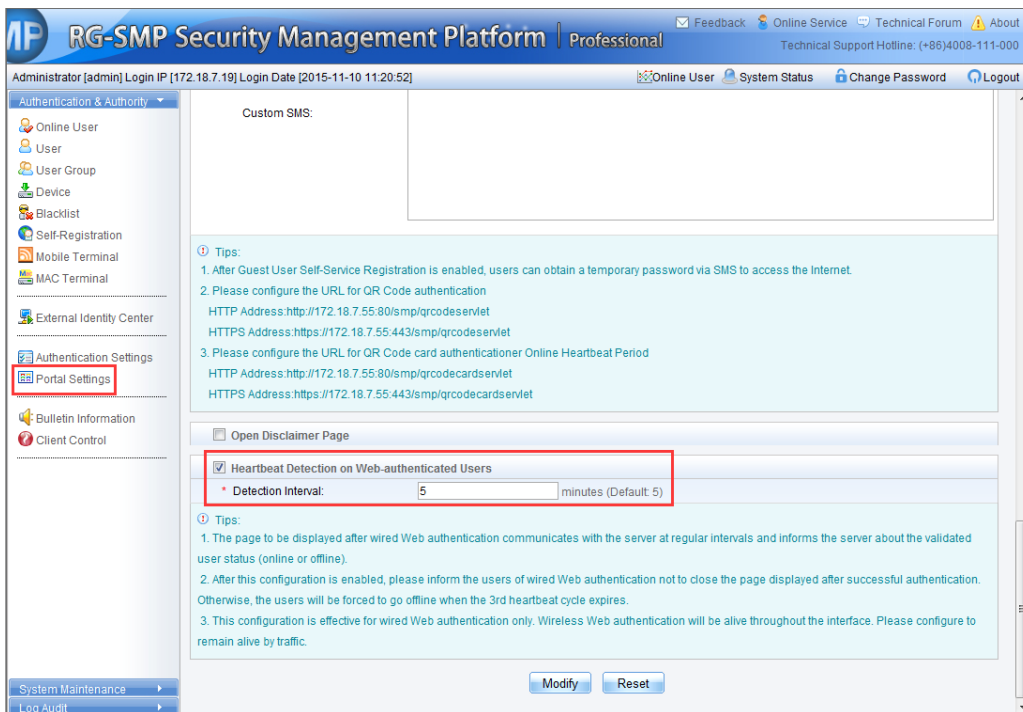 MP RG-SMP Security Management Platform | Professional
Feedback Online Service Technical Forum About
Technical Support Hotline: (+86)4008-111-000
Administrator [admin] Login IP [172.18.7.19] Login Date [2015-11-10 11:20:52]
Online User System Status Change Password Logout
Authentication & Authority
Online User
User
User Group
Device
Blacklist
Self-Registration
Mobile Terminal
MAC Terminal
External Identity Center
Authentication Settings
Portal Settings
Bulletin Information
Client Control
System Maintenance
Log Audit
Custom SMS:
Tips:
1. After Guest User Self-Service Registration is enabled, users can obtain a temporary password via SMS to access the Internet.
2. Please configure the URL for QR Code authentication
HTTP Address:http://172.18.7.55:80/smp/qrcodeservlet
HTTPS Address:https://172.18.7.55:443/smp/qrcodeservlet
3. Please configure the URL for QR Code card authenticationer Online Heartbeat Period
HTTP Address:http://172.18.7.55:80/smp/qrcodecardservlet
HTTPS Address:https://172.18.7.55:443/smp/qrcodecardservlet
Open Disclaimer Page
Heartbeat Detection on Web-authenticated Users
* Detection Interval: 5 minutes (Default: 5)
Tips:
1. The page to be displayed after wired Web authentication communicates with the server at regular intervals and informs the server about the validated
user status (online or offline).
2. After this configuration is enabled, please inform the users of wired Web authentication not to close the page displayed after successful authentication.
Otherwise, the users will be forced to go offline when the 3rd heartbeat cycle expires.
3. This configuration is effective for wired Web authentication only. Wireless Web authentication will be alive throughout the interface. Please configure to
remain alive by traffic.
Modify Reset